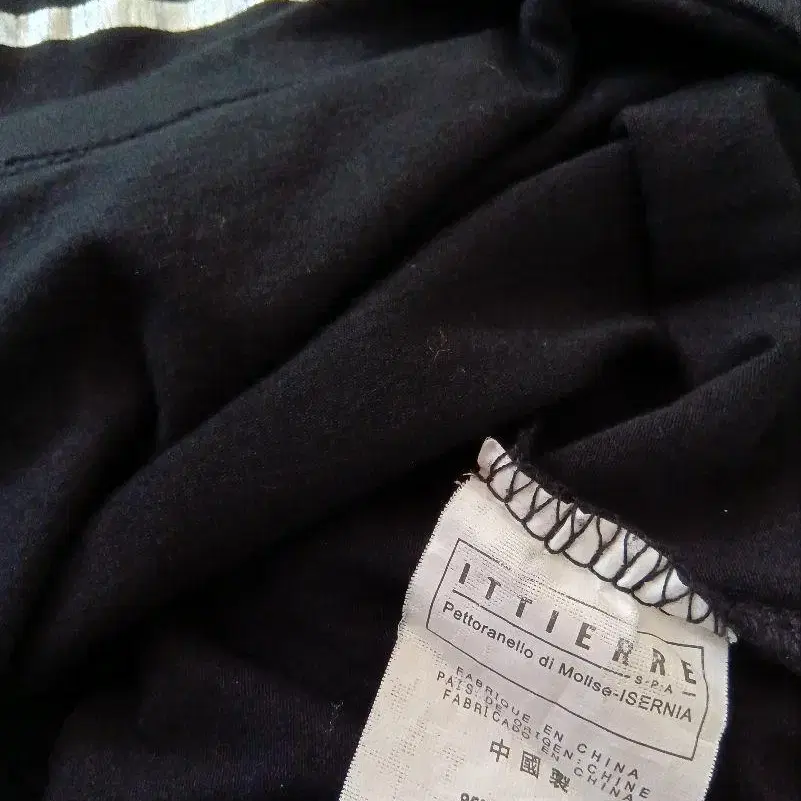 ITTIERRE
S·P·A
Pettoranello di Molise-ISERNIA
FABRIQUE EN CHINE
PAIS DE ORIGEN: CHINA
FABRICADO EN CHINA
中國製